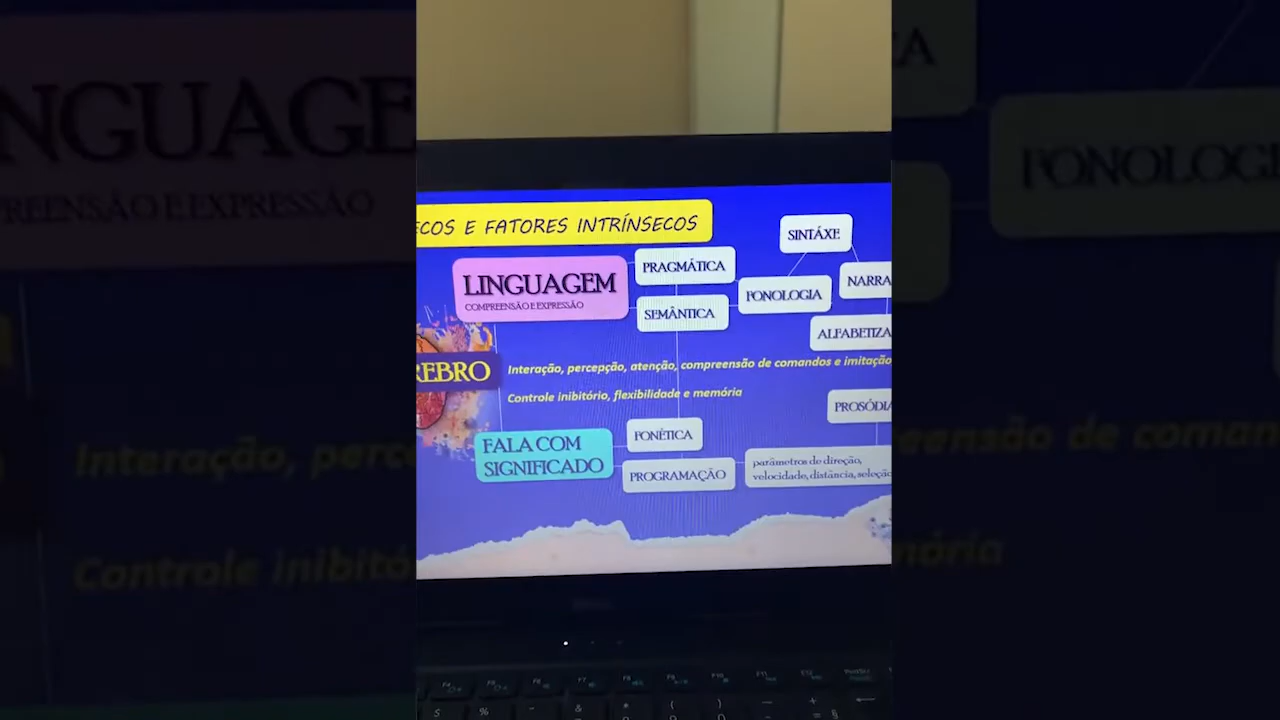 ECOS E FATORES INTRÍNSECOS
SINTÁXE
LINGUAGEM
COMPREENSÃO E EXPRESSÃO
PRAGMÁTICA
SEMÂNTICA
FONOLOGIA
NARRA
ALFABETIZA
REBRO
Interação, percepção, atenção, compreensão de comandos e imitação
Controle inibitório, flexibilidade e memória
PROSÓDIA
FALA COM
SIGNIFICADO
FONÉTICA
PROGRAMAÇÃO
parâmetros de direção,
velocidade, distância, seleção